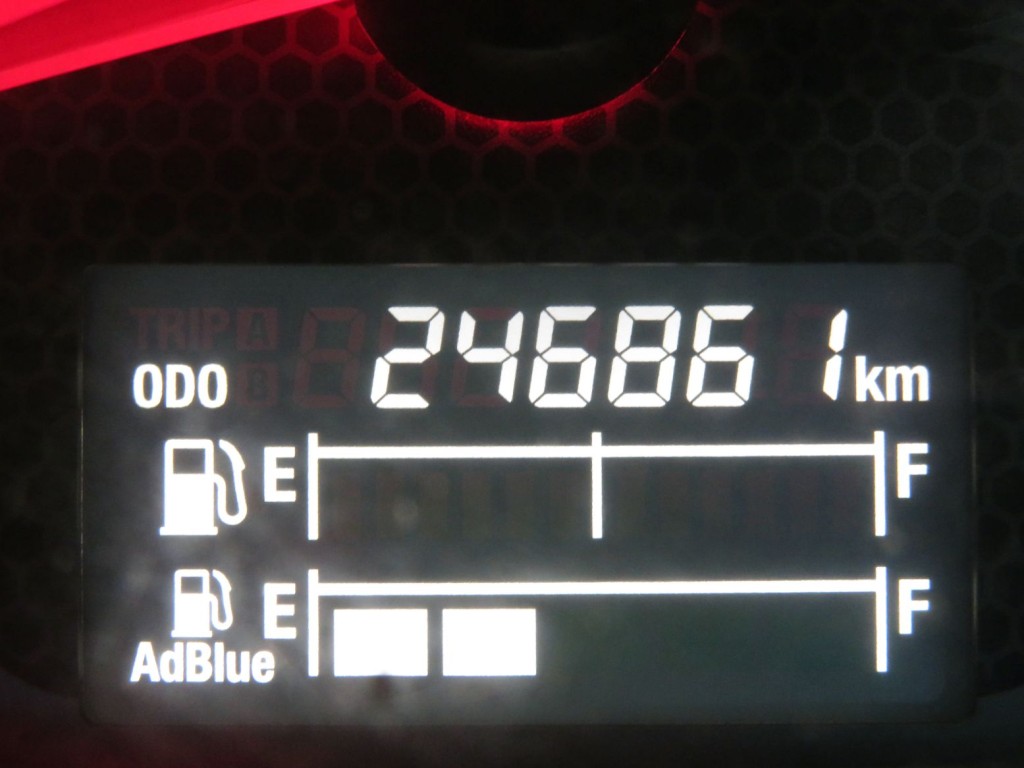 TRIP A
B
ODO 246861 km
E F
E F
AdBlue